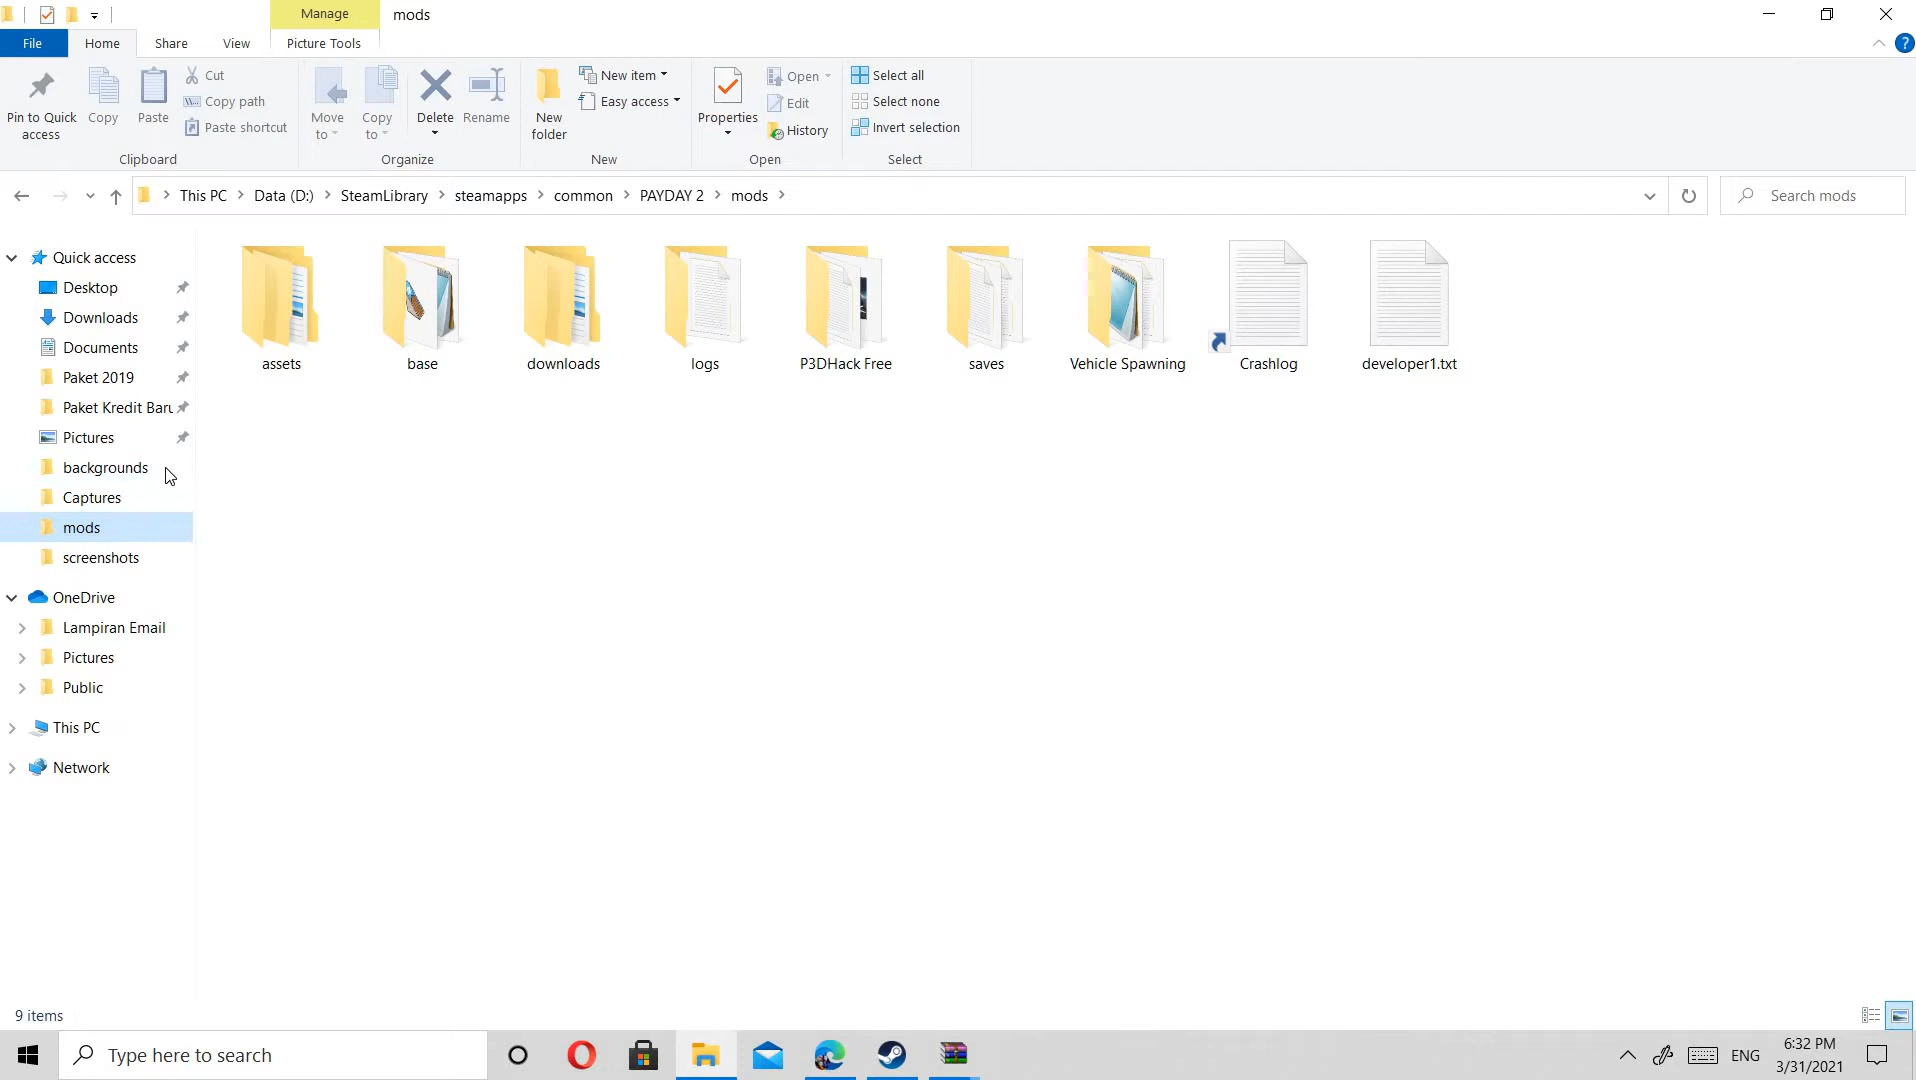 Manage
mods
File
Home
Share
View
Picture Tools
Pin to Quick access
Copy
Paste
Cut
Copy path
Paste shortcut
Clipboard
Move to
Copy to
Delete
Rename
Organize
New folder
New item
Easy access
New
Properties
Open
Edit
History
Open
Select all
Select none
Invert selection
Select
This PC > Data (D:) > SteamLibrary > steamapps > common > PAYDAY 2 > mods >
Search mods
Quick access
Desktop
Downloads
Documents
Paket 2019
Paket Kredit Baru
Pictures
backgrounds
Captures
mods
screenshots
OneDrive
Lampiran Email
Pictures
Public
This PC
Network
assets
base
downloads
logs
P3DHack Free
saves
Vehicle Spawning
Crashlog
developer1.txt
9 items
Type here to search
ENG
6:32 PM
3/31/2021